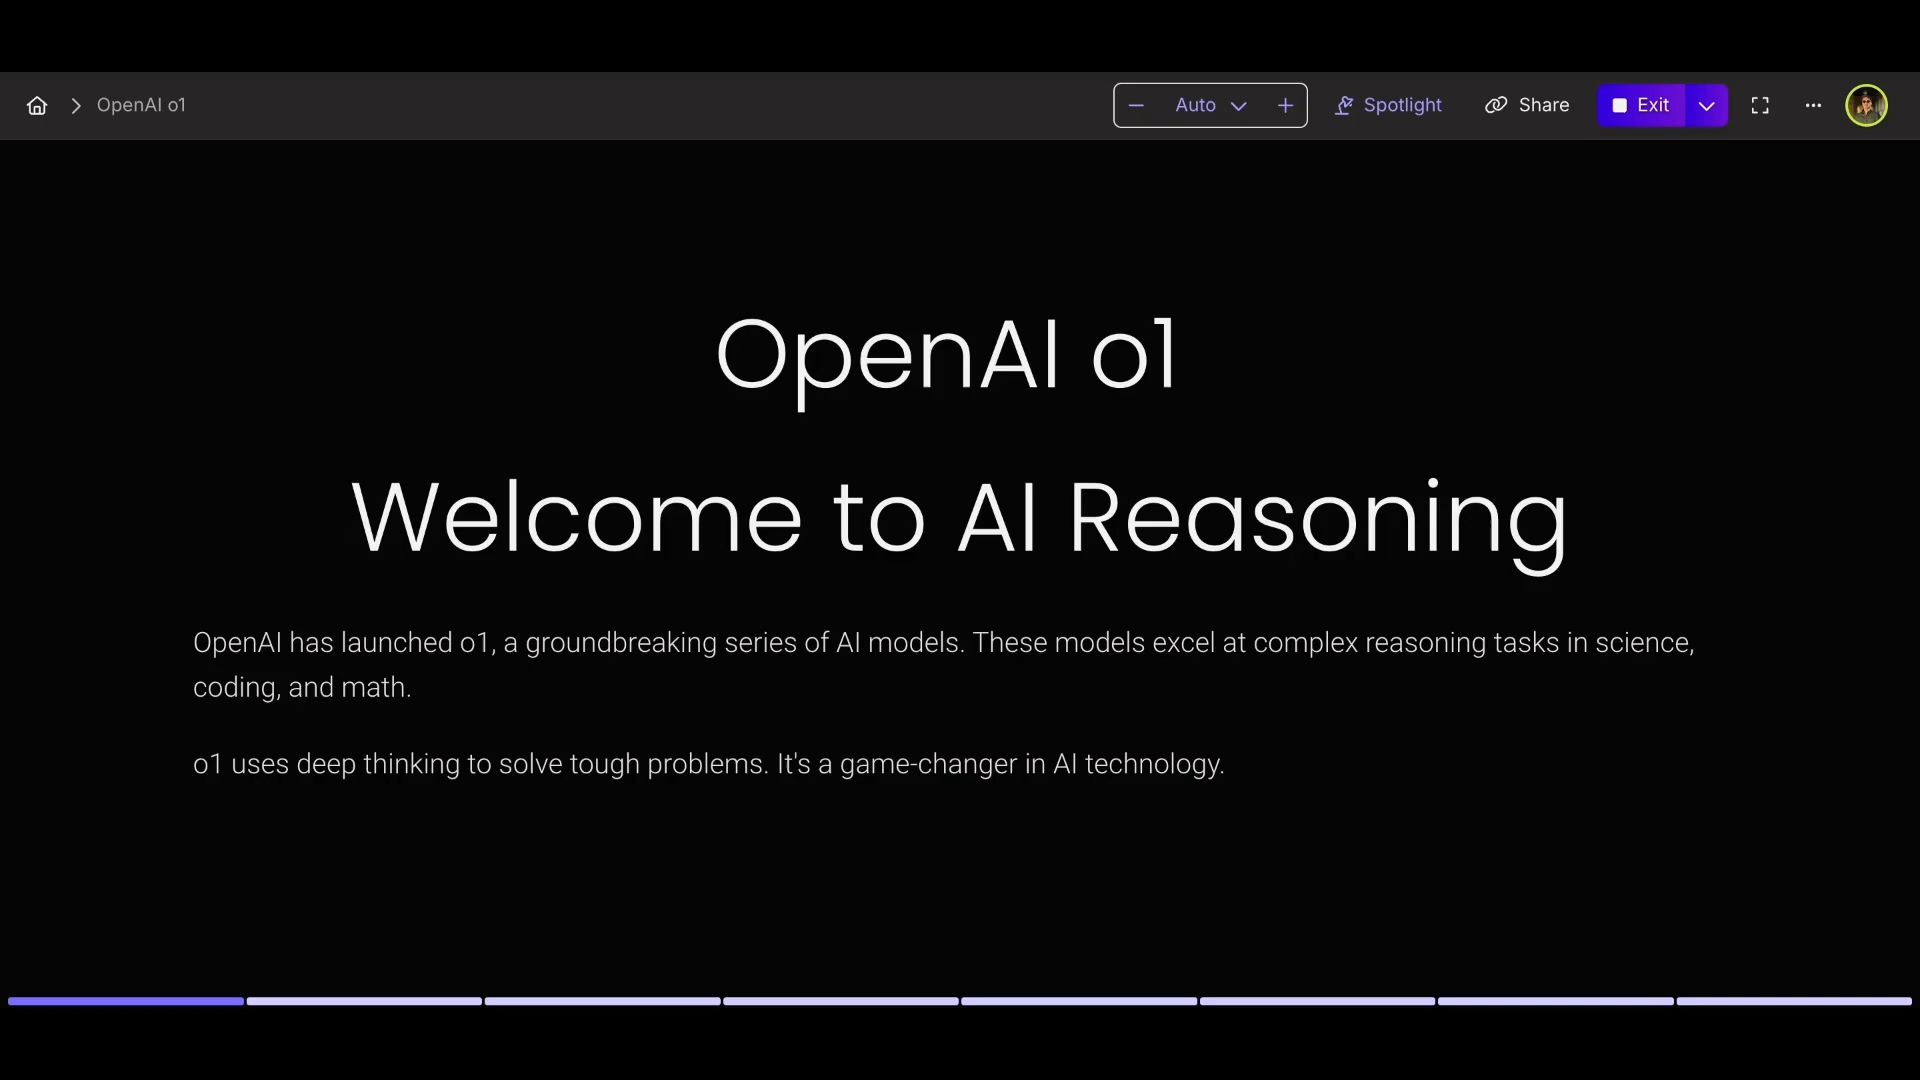 OpenAI o1
Auto
Spotlight
Share
Exit
OpenAI o1
Welcome to AI Reasoning
OpenAI has launched o1, a groundbreaking series of AI models. These models excel at complex reasoning tasks in science,
coding, and math.
o1 uses deep thinking to solve tough problems. It's a game-changer in AI technology.